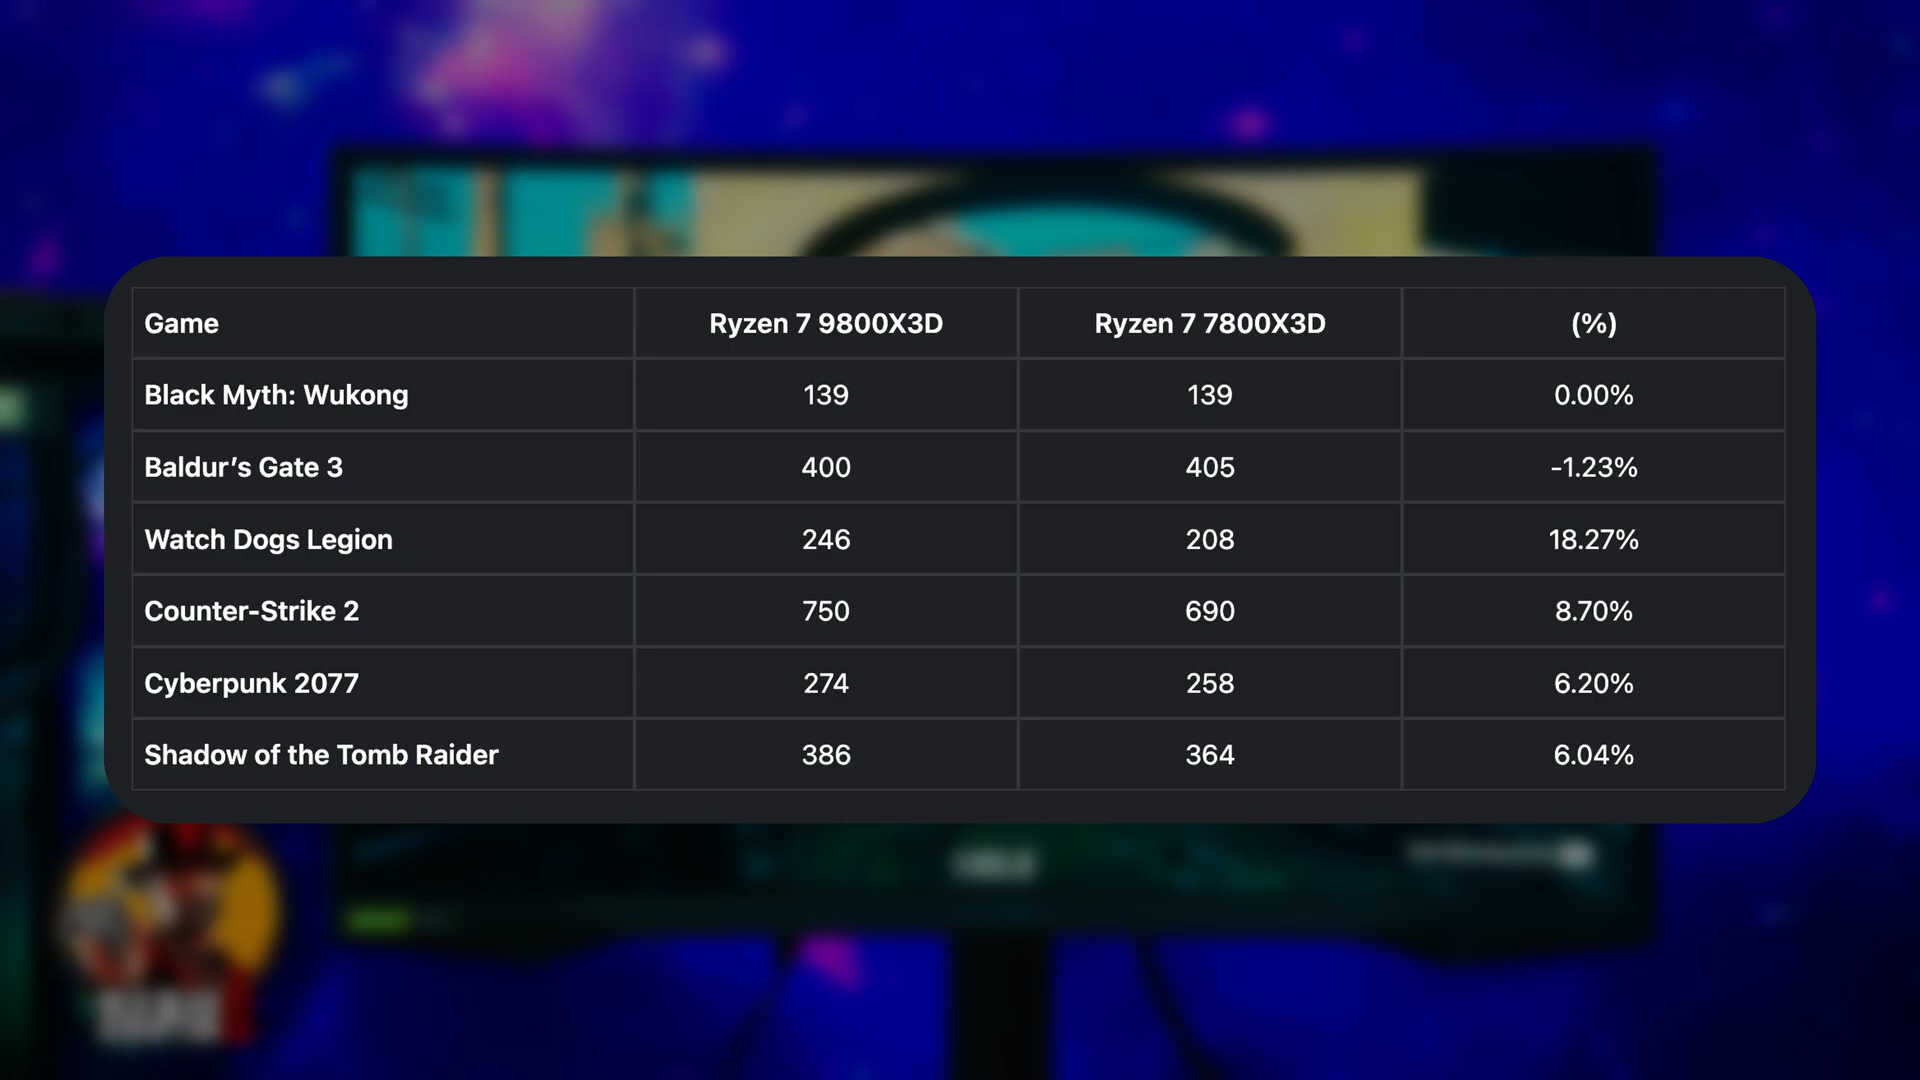 Game Ryzen 7 9800X3D Ryzen 7 7800X3D (%)
Black Myth: Wukong 139 139 0.00%
Baldur’s Gate 3 400 405 -1.23%
Watch Dogs Legion 246 208 18.27%
Counter-Strike 2 750 690 8.70%
Cyberpunk 2077 274 258 6.20%
Shadow of the Tomb Raider 386 364 6.04%